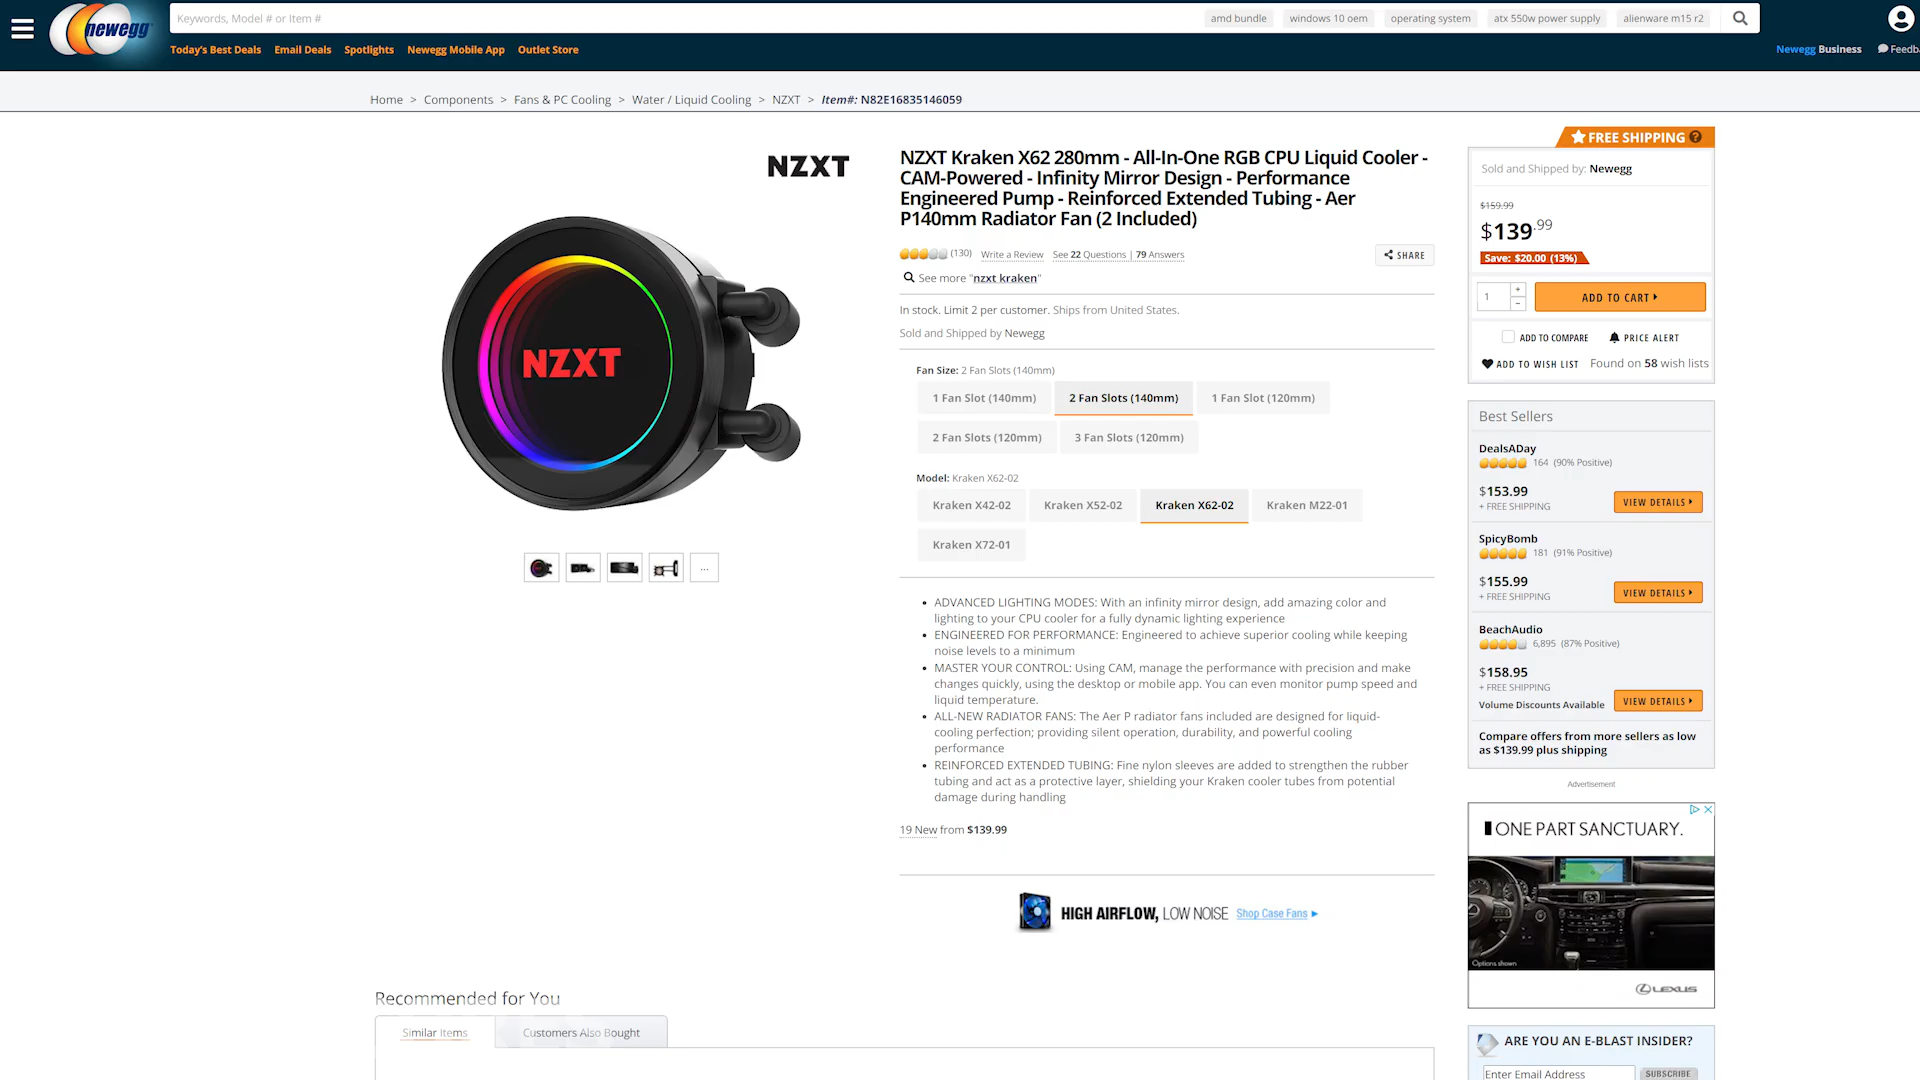 newegg
Keywords, Model # or Item #
amd bundle
windows 10 oem
operating system
atx 550w power supply
alienware m15 r2
Today's Best Deals
Email Deals
Spotlights
Newegg Mobile App
Outlet Store
Newegg Business
Feedba
Home > Components > Fans & PC Cooling > Water / Liquid Cooling > NZXT > Item#: N82E16835146059
NZXT
NZXT
NZXT Kraken X62 280mm - All-In-One RGB CPU Liquid Cooler -
CAM-Powered - Infinity Mirror Design - Performance
Engineered Pump - Reinforced Extended Tubing - Aer
P140mm Radiator Fan (2 Included)
(130) Write a Review See 22 Questions | 79 Answers
SHARE
See more "nzxt kraken"
In stock. Limit 2 per customer. Ships from United States.
Sold and Shipped by Newegg
Fan Size: 2 Fan Slots (140mm)
1 Fan Slot (140mm)
2 Fan Slots (140mm)
1 Fan Slot (120mm)
2 Fan Slots (120mm)
3 Fan Slots (120mm)
Model: Kraken X62-02
Kraken X42-02
Kraken X52-02
Kraken X62-02
Kraken M22-01
Kraken X72-01
...
• ADVANCED LIGHTING MODES: With an infinity mirror design, add amazing color and
lighting to your CPU cooler for a fully dynamic lighting experience
• ENGINEERED FOR PERFORMANCE: Engineered to achieve superior cooling while keeping
noise levels to a minimum
• MASTER YOUR CONTROL: Using CAM, manage the performance with precision and make
changes quickly, using the desktop or mobile app. You can even monitor pump speed and
liquid temperature.
• ALL-NEW RADIATOR FANS: The Aer P radiator fans included are designed for liquid-
cooling perfection; providing silent operation, durability, and powerful cooling
performance
• REINFORCED EXTENDED TUBING: Fine nylon sleeves are added to strengthen the rubber
tubing and act as a protective layer, shielding your Kraken cooler tubes from potential
damage during handling
19 New from $139.99
HIGH AIRFLOW, LOW NOISE Shop Case Fans
FREE SHIPPING ?
Sold and Shipped by: Newegg
$159.99
$139.99
Save: $20.00 (13%)
1
+
−
ADD TO CART
ADD TO COMPARE
PRICE ALERT
ADD TO WISH LIST
Found on 58 wish lists
Best Sellers
DealsADay
164 (90% Positive)
$153.99
+ FREE SHIPPING
VIEW DETAILS
SpicyBomb
181 (91% Positive)
$155.99
+ FREE SHIPPING
VIEW DETAILS
BeachAudio
6,895 (87% Positive)
$158.95
+ FREE SHIPPING
Volume Discounts Available
VIEW DETAILS
Compare offers from more sellers as low
as $139.99 plus shipping
Advertisement
ONE PART SANCTUARY.
Options shown
LEXUS
ARE YOU AN E-BLAST INSIDER?
Enter Email Address
SUBSCRIBE
Recommended for You
Similar Items
Customers Also Bought